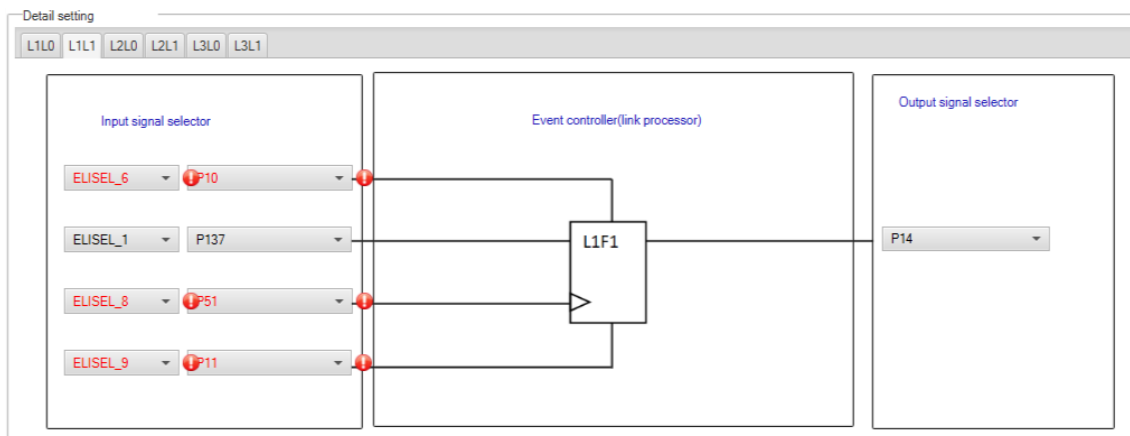 Detail setting
L1L0 L1L1 L2L0 L2L1 L3L0 L3L1
Input signal selector
Event controller(link processor)
Output signal selector
ELISEL_6 P10
ELISEL_1 P137
L1F1
P14
ELISEL_8 P51
ELISEL_9 P11